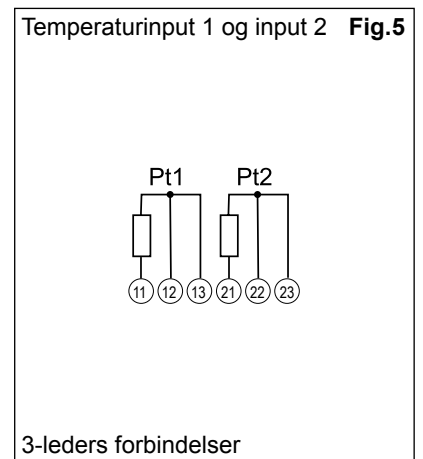 Temperaturinput 1 og input 2 Fig.5
Pt1 Pt2
11 12 13 21 22 23
3-leders forbindelser